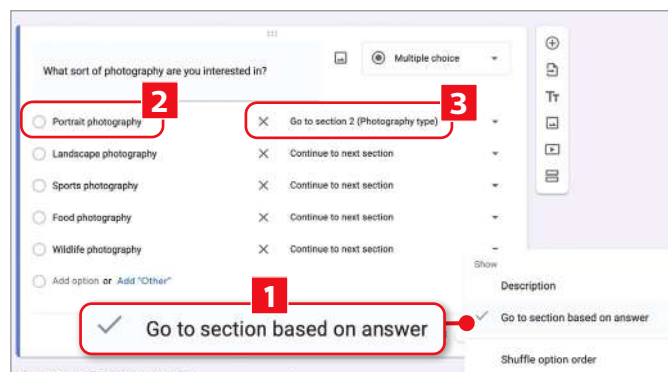 What sort of photography are you interested in?
Multiple choice
2
3
Portrait photography
Go to section 2 (Photography type)
Landscape photography
Continue to next section
Sports photography
Continue to next section
Food photography
Continue to next section
Wildlife photography
Continue to next section
Add option or Add "Other"
Tт
1
Go to section based on answer
Show
Description
Go to section based on answer
Shuffle option order